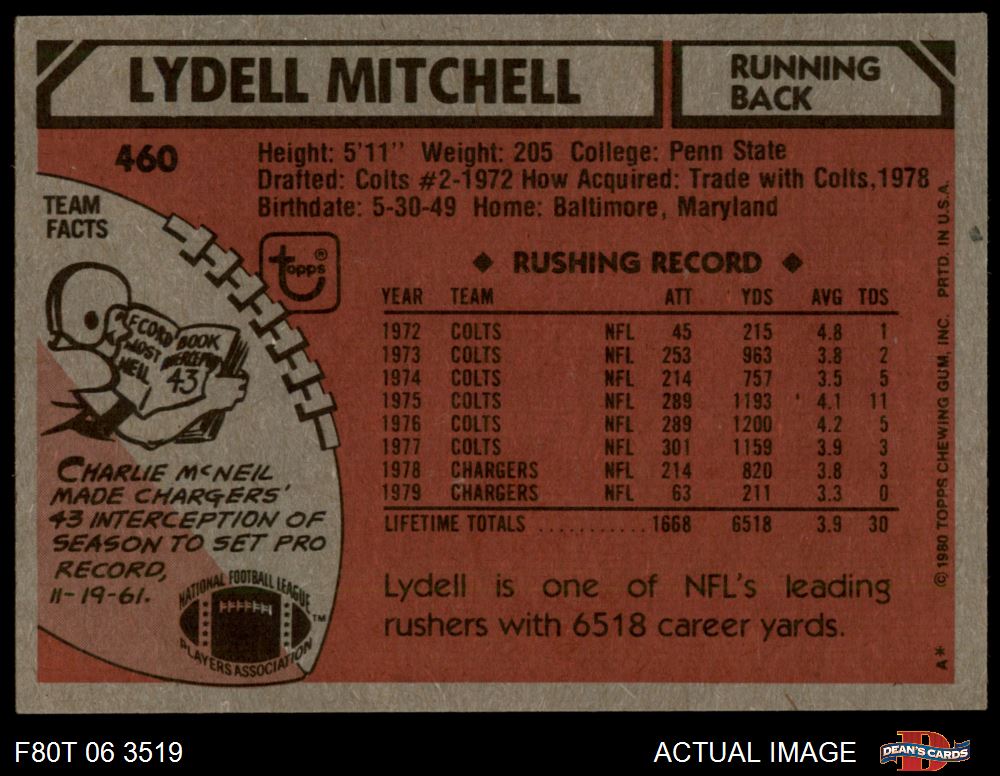 LYDELL MITCHELL
RUNNING
BACK
460
Height: 5'11" Weight: 205 College: Penn State
Drafted: Colts #2-1972 How Acquired: Trade with Colts, 1978
Birthdate: 5-30-49 Home: Baltimore, Maryland
TEAM
FACTS
topps®
RECORD BOOK
MOST INTERCEPTIONS
NEIL 43
CHARLIE McNEIL
MADE CHARGERS'
43 INTERCEPTION OF
SEASON TO SET PRO
RECORD,
11-19-61.
NATIONAL FOOTBALL LEAGUE
PLAYERS ASSOCIATION
TM
◆ RUSHING RECORD ◆
YEAR TEAM ATT YDS AVG TDS
1972 COLTS NFL 45 215 4.8 1
1973 COLTS NFL 253 963 3.8 2
1974 COLTS NFL 214 757 3.5 5
1975 COLTS NFL 289 1193 4.1 11
1976 COLTS NFL 289 1200 4.2 5
1977 COLTS NFL 301 1159 3.9 3
1978 CHARGERS NFL 214 820 3.8 3
1979 CHARGERS NFL 63 211 3.3 0
LIFETIME TOTALS ........... 1668 6518 3.9 30
Lydell is one of NFL's leading
rushers with 6518 career yards.
A* © 1980 TOPPS CHEWING GUM, INC. PRTD. IN U.S.A.
F80T 06 3519
ACTUAL IMAGE
DEAN'S CARDS